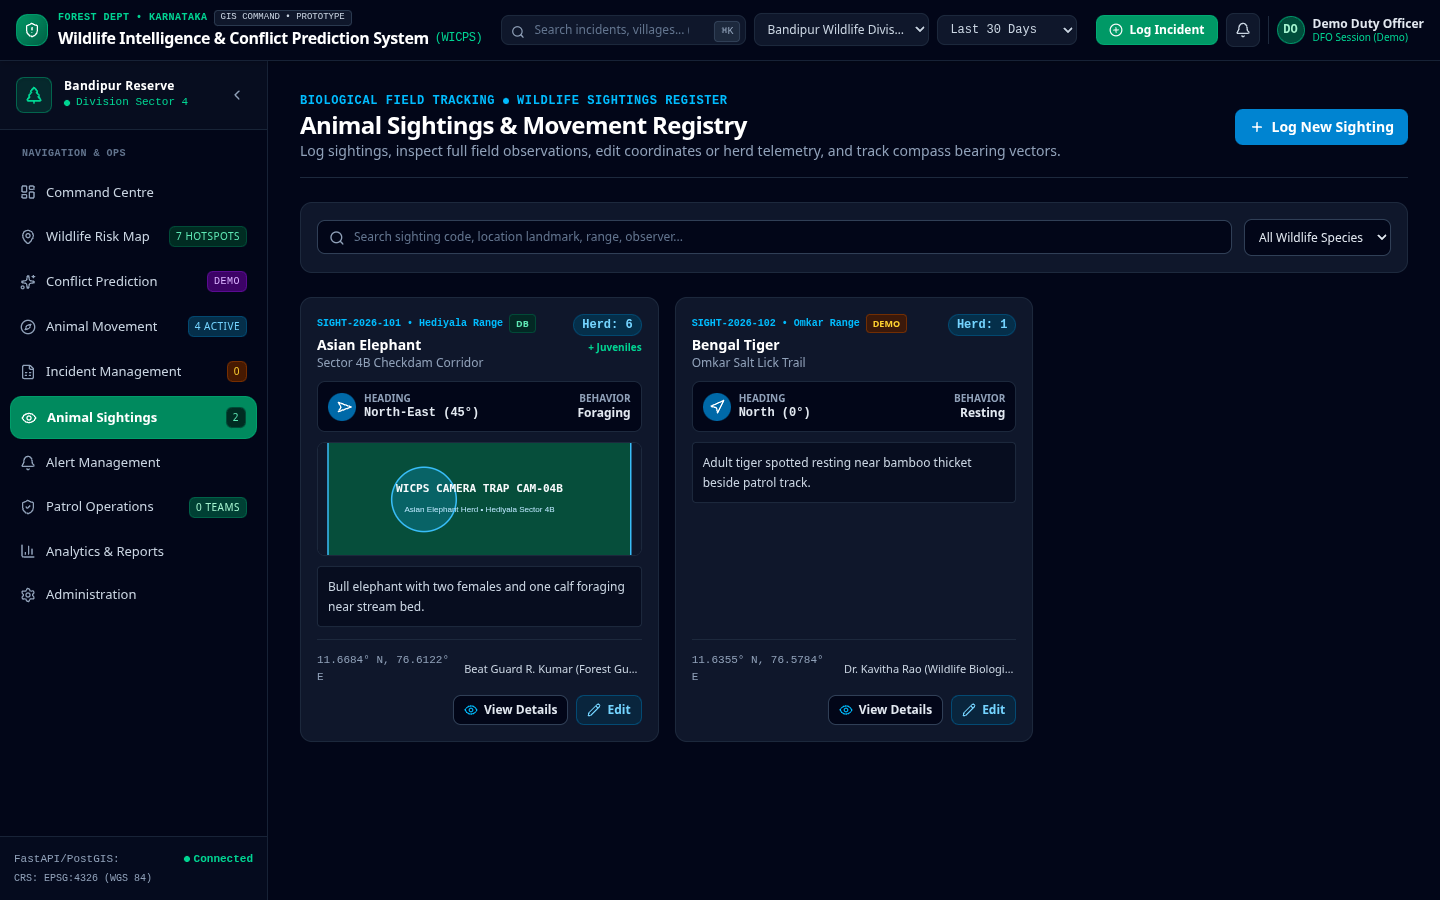 FOREST DEPT • KARNATAKA GIS COMMAND • PROTOTYPE
Wildlife Intelligence & Conflict Prediction System (WICPS)
Search incidents, villages...
⌘K
Bandipur Wildlife Divis...
Last 30 Days
Log Incident
DO
Demo Duty Officer
DFO Session (Demo)
Bandipur Reserve
Division Sector 4
NAVIGATION & OPS
Command Centre
Wildlife Risk Map 7 HOTSPOTS
Conflict Prediction DEMO
Animal Movement 4 ACTIVE
Incident Management 0
Animal Sightings 2
Alert Management
Patrol Operations 0 TEAMS
Analytics & Reports
Administration
FastAPI/PostGIS: Connected
CRS: EPSG:4326 (WGS 84)
BIOLOGICAL FIELD TRACKING ● WILDLIFE SIGHTINGS REGISTER
Animal Sightings & Movement Registry
Log sightings, inspect full field observations, edit coordinates or herd telemetry, and track compass bearing vectors.
Log New Sighting
Search sighting code, location landmark, range, observer...
All Wildlife Species
SIGHT-2026-101 • Hediyala Range DB
Herd: 6
Asian Elephant
+ Juveniles
Sector 4B Checkdam Corridor
HEADING
North-East (45°)
BEHAVIOR
Foraging
WICPS CAMERA TRAP CAM-04B
Asian Elephant Herd • Hediyala Sector 4B
Bull elephant with two females and one calf foraging
near stream bed.
11.6684° N, 76.6122°
E
Beat Guard R. Kumar (Forest Gu...
View Details
Edit
SIGHT-2026-102 • Omkar Range DEMO
Herd: 1
Bengal Tiger
Omkar Salt Lick Trail
HEADING
North (0°)
BEHAVIOR
Resting
Adult tiger spotted resting near bamboo thicket
beside patrol track.
11.6355° N, 76.5784°
E
Dr. Kavitha Rao (Wildlife Biologi...
View Details
Edit